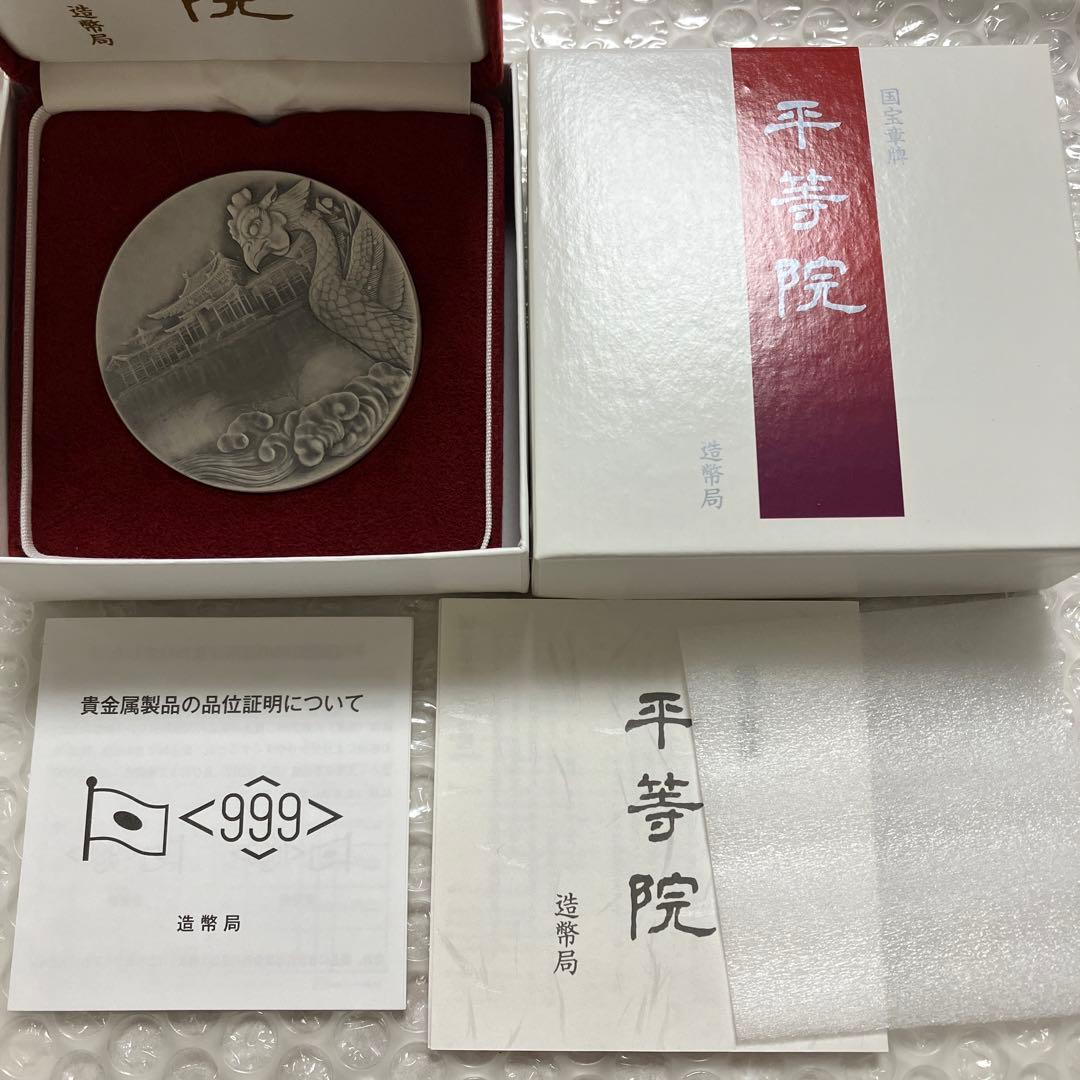 院
造幣局
国宝章牌
平等院
造幣局
貴金属製品の品位証明について
<999>
造幣局
平等院
造幣局